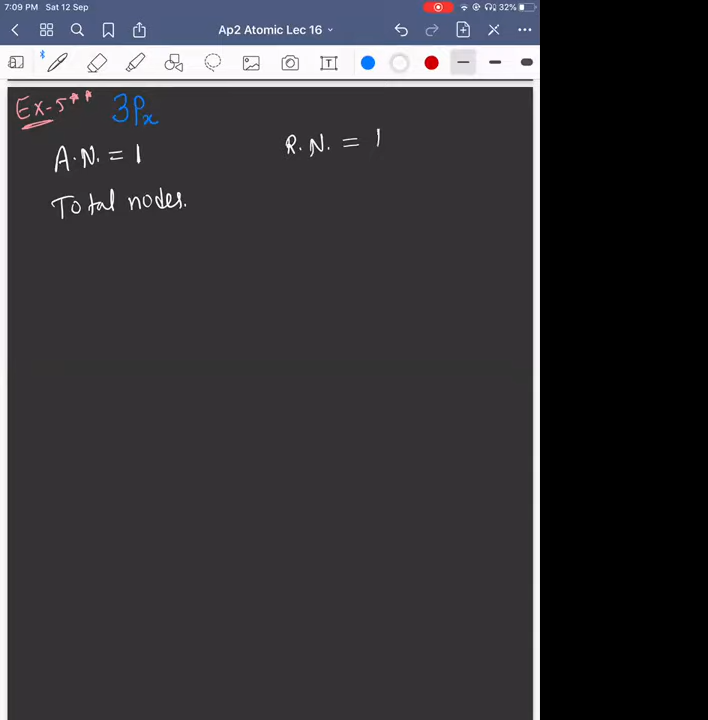 7:09 PM Sat 12 Sep 32%
Ap2 Atomic Lec 16
T
Ex-5** 3Px
A.N. = 1 R.N. = 1
Total nodes.